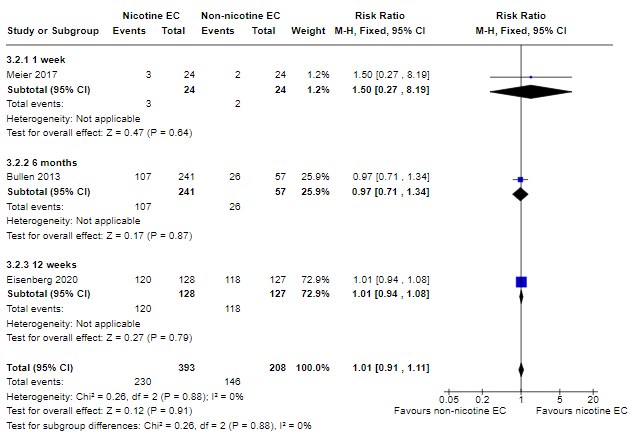 Nicotine EC Non-nicotine EC Risk Ratio Risk Ratio
Study or Subgroup Events Total Events Total Weight M-H, Fixed, 95% CI M-H, Fixed, 95% CI
3.2.1 1 week
Meier 2017 3 24 2 24 1.2% 1.50 [0.27 , 8.19]
Subtotal (95% CI) 24 24 1.2% 1.50 [0.27 , 8.19]
Total events: 3 2
Heterogeneity: Not applicable
Test for overall effect: Z = 0.47 (P = 0.64)
3.2.2 6 months
Bullen 2013 107 241 26 57 25.9% 0.97 [0.71 , 1.34]
Subtotal (95% CI) 241 57 25.9% 0.97 [0.71 , 1.34]
Total events: 107 26
Heterogeneity: Not applicable
Test for overall effect: Z = 0.17 (P = 0.87)
3.2.3 12 weeks
Eisenberg 2020 120 128 118 127 72.9% 1.01 [0.94 , 1.08]
Subtotal (95% CI) 128 127 72.9% 1.01 [0.94 , 1.08]
Total events: 120 118
Heterogeneity: Not applicable
Test for overall effect: Z = 0.27 (P = 0.79)
Total (95% CI) 393 208 100.0% 1.01 [0.91 , 1.11]
Total events: 230 146
Heterogeneity: Chi² = 0.26, df = 2 (P = 0.88); I² = 0%
0.05 0.2 1 5 20
Test for overall effect: Z = 0.12 (P = 0.91)
Favours non-nicotine EC Favours nicotine EC
Test for subgroup differences: Chi² = 0.26, df = 2 (P = 0.88), I² = 0%